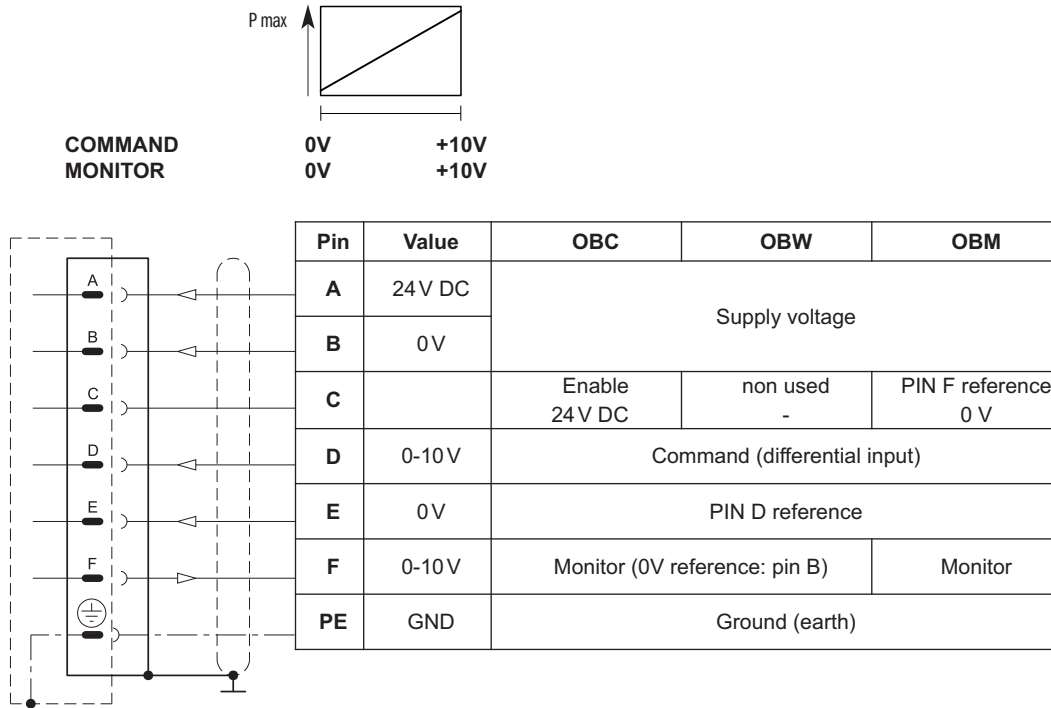 P max
COMMAND 0V +10V
MONITOR 0V +10V
Pin Value OBC OBW OBM
A A 24 V DC Supply voltage
B B 0 V
C C Enable non used PIN F reference
24 V DC - 0 V
D D 0-10 V Command (differential input)
E E 0 V PIN D reference
F F 0-10 V Monitor (0V reference: pin B) Monitor
PE GND Ground (earth)